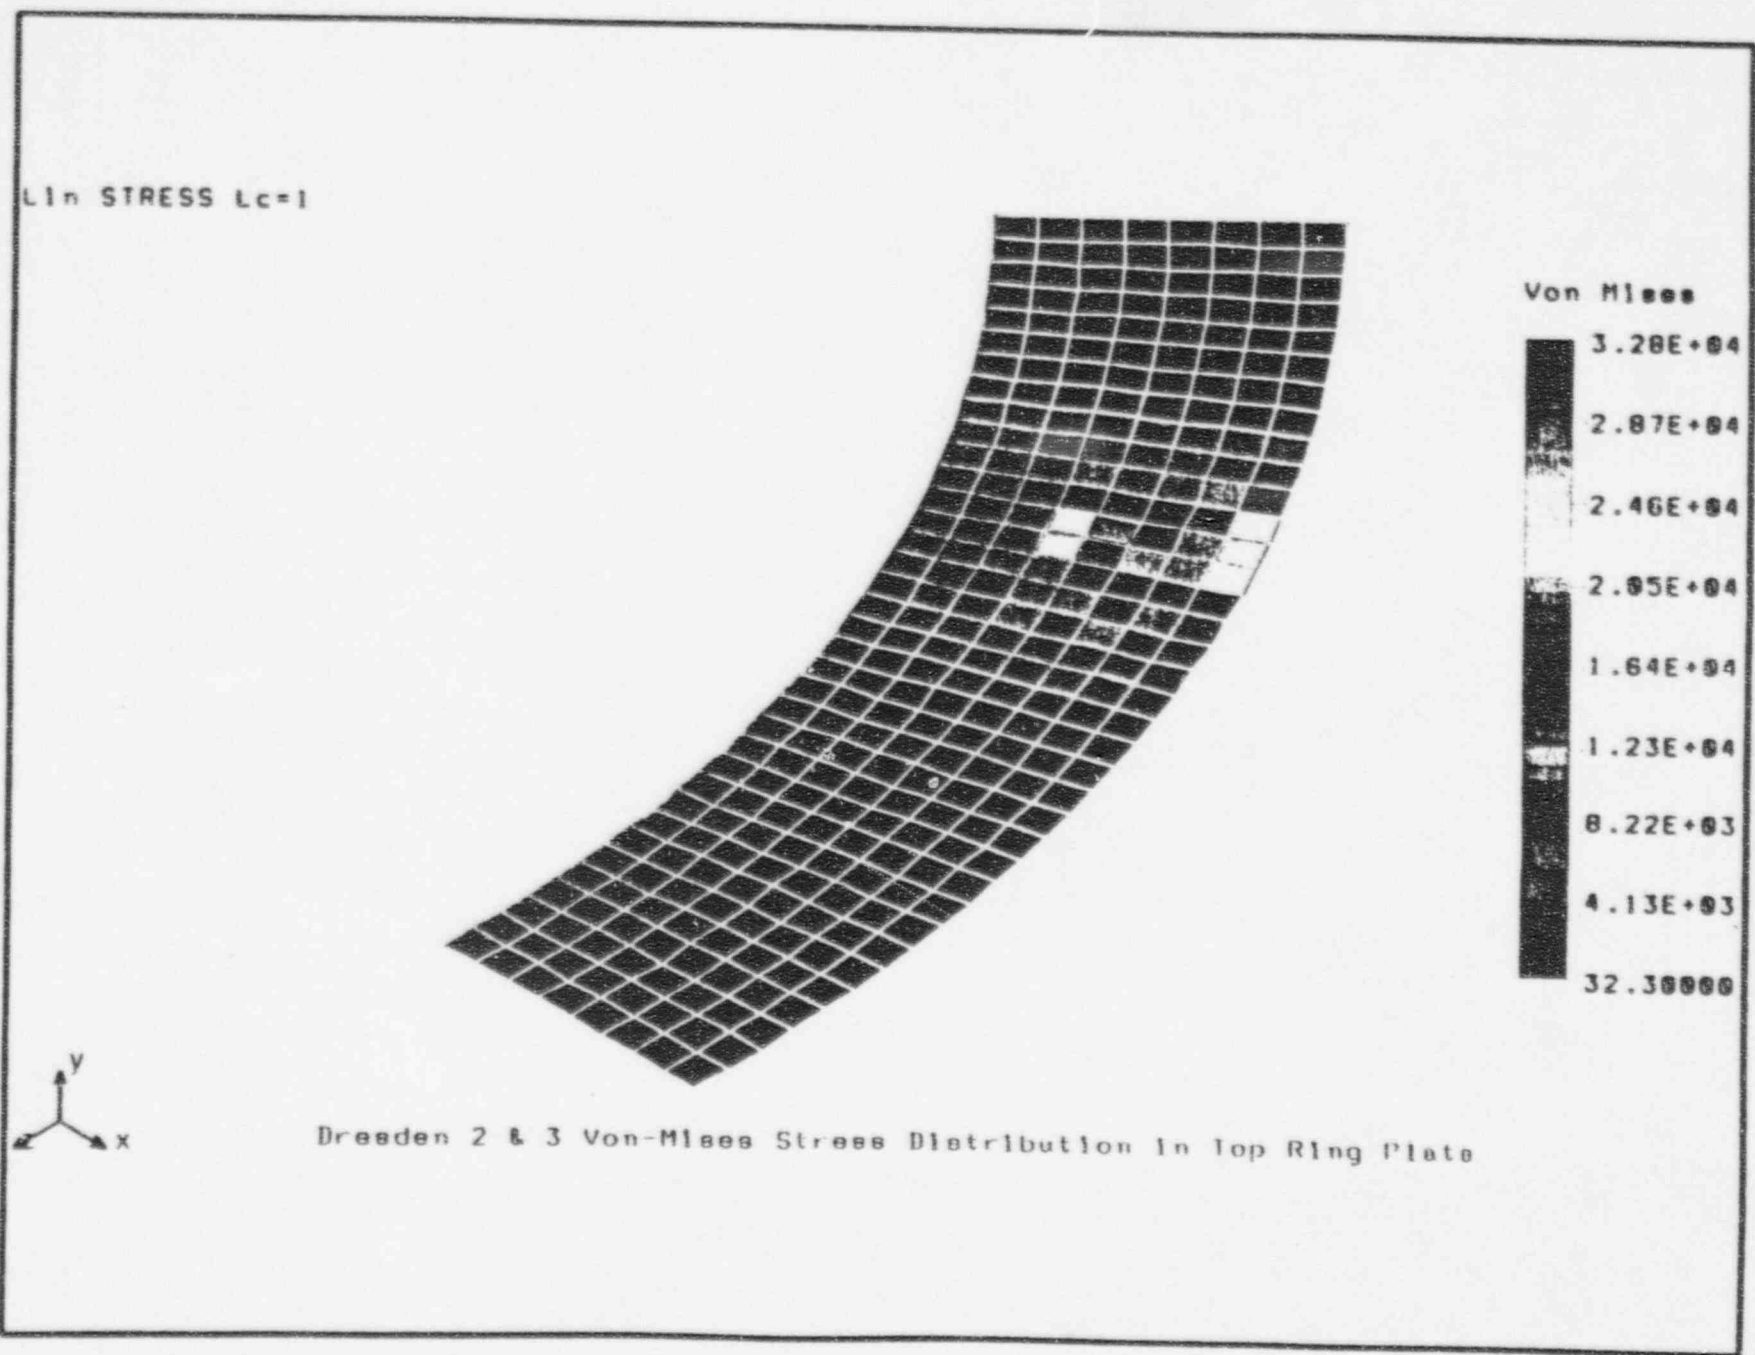 Lin STRESS Lc=1
Von Mises
3.28E+04
2.87E+04
2.46E+04
2.05E+04
1.64E+04
1.23E+04
8.22E+03
4.13E+03
32.30000
y
z x
Dresden 2 & 3 Von-Mises Stress Distribution in Top Ring Plate